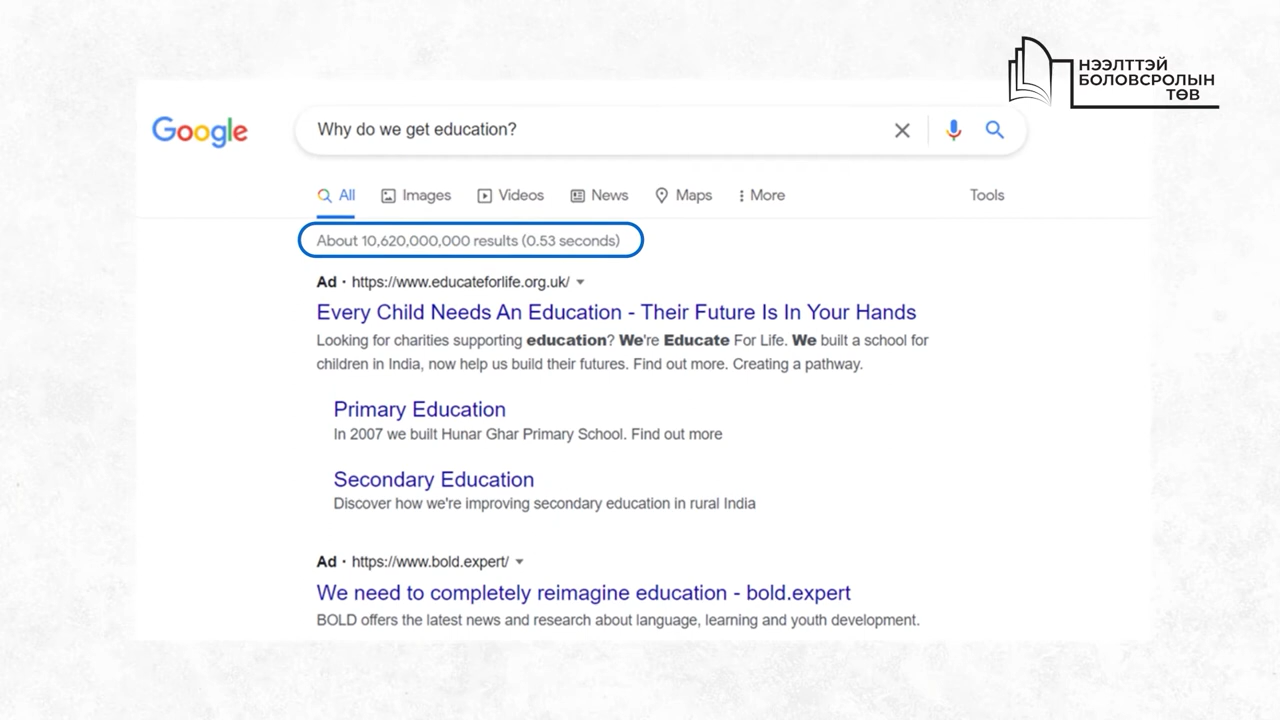 НЭЭЛТТЭЙ
БОЛОВСРОЛЫН
ТӨВ
Google
Why do we get education?
All Images Videos News Maps More Tools
About 10,620,000,000 results (0.53 seconds)
Ad · https://www.educateforlife.org.uk/
Every Child Needs An Education - Their Future Is In Your Hands
Looking for charities supporting education? We're Educate For Life. We built a school for
children in India, now help us build their futures. Find out more. Creating a pathway.
Primary Education
In 2007 we built Hunar Ghar Primary School. Find out more
Secondary Education
Discover how we're improving secondary education in rural India
Ad · https://www.bold.expert/
We need to completely reimagine education - bold.expert
BOLD offers the latest news and research about language, learning and youth development.